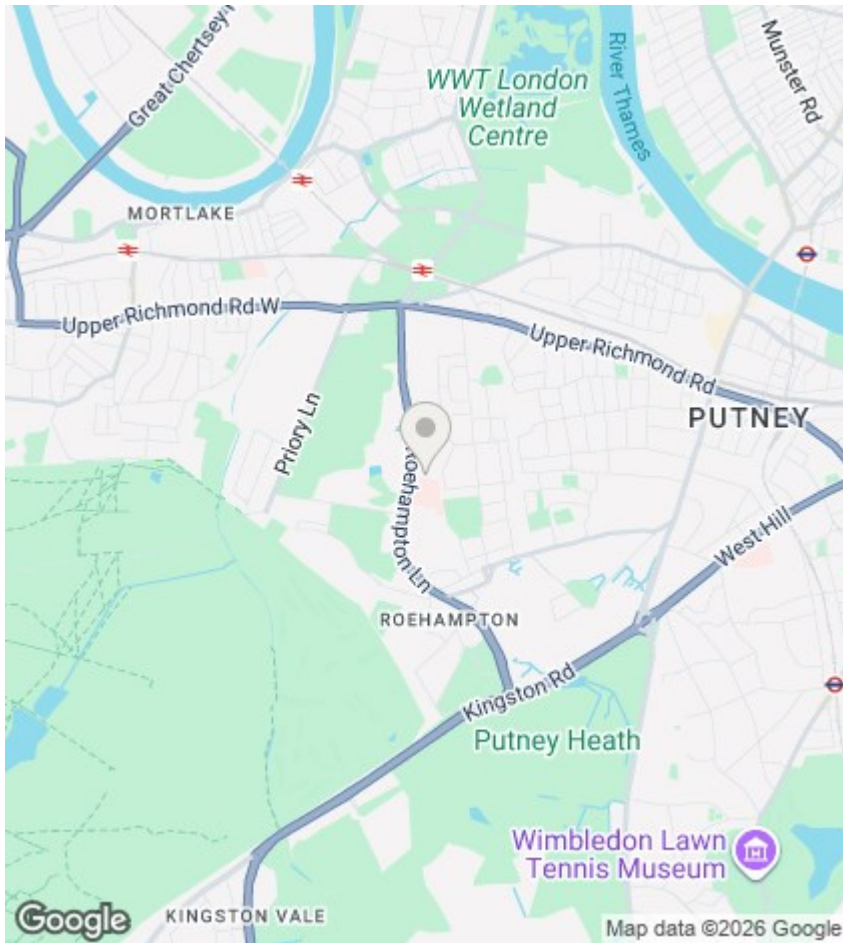 Great Chertsey
Munster Rd
WWT London
Wetland
Centre
River Thames
MORTLAKE
Upper Richmond Rd W
Upper Richmond Rd
PUTNEY
Priory Ln
Roehampton Ln
West Hill
ROEHAMPTON
Kingston Rd
Putney Heath
Wimbledon Lawn
Tennis Museum
KINGSTON VALE
Google
Map data ©2026 Google